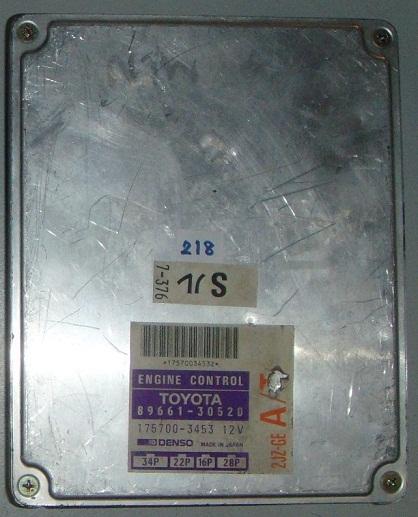 218
7-376
1/S
*17570034532*
ENGINE CONTROL
TOYOTA
89661-30520
175700-3453 12V
DENSO MADE IN JAPAN
34P 22P 16P 28P
2JZ-GE A/T